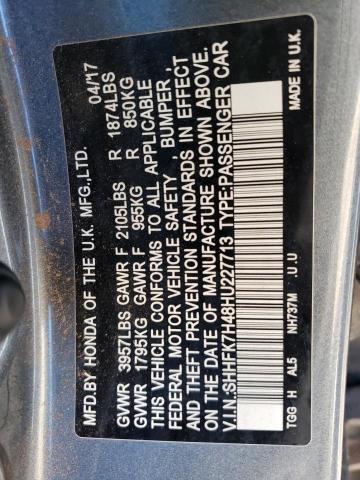 MFD.BY HONDA OF THE U.K. MFG.,LTD. 04/17
GVWR 3957LBS GAWR F 2105LBS R 1874LBS
GVWR 1795KG GAWR F 955KG R 850KG
THIS VEHICLE CONFORMS TO ALL APPLICABLE
FEDERAL MOTOR VEHICLE SAFETY , BUMPER ,
AND THEFT PREVENTION STANDARDS IN EFFECT
ON THE DATE OF MANUFACTURE SHOWN ABOVE.
V.I.N.:SHHFK7H48HU227713 TYPE:PASSENGER CAR
TGG H AL5 NH737M .U.U MADE IN U.K.